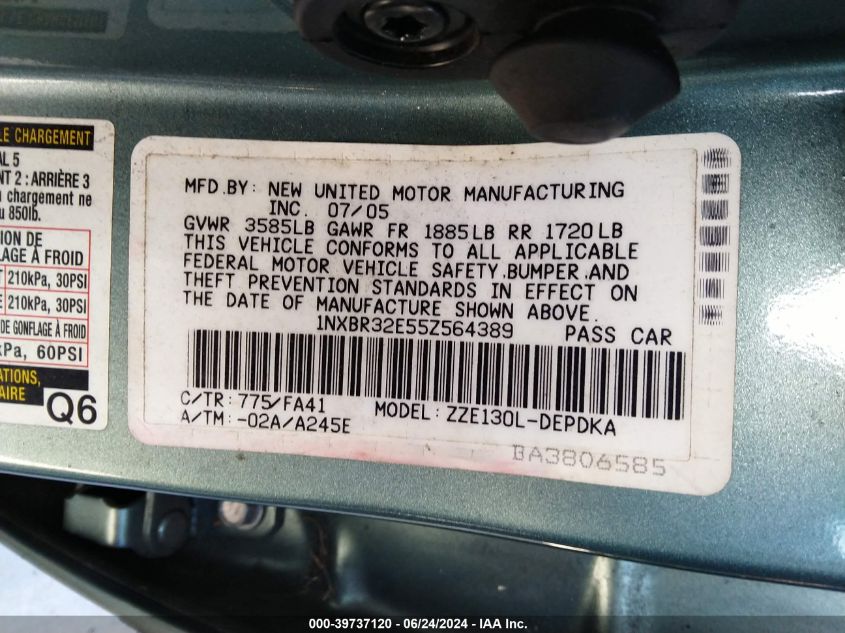 LE CHARGEMENT
AL 5
NT 2 : ARRIÈRE 3
chargement ne
850lb.
ION DE
LAGE À FROID
210kPa, 30PSI
210kPa, 30PSI
DE GONFLAGE À FROID
kPa, 60PSI
ATIONS,
AIRE
Q6
MFD.BY: NEW UNITED MOTOR MANUFACTURING
INC. 07/05
GVWR 3585LB GAWR FR 1885LB RR 1720LB
THIS VEHICLE CONFORMS TO ALL APPLICABLE
FEDERAL MOTOR VEHICLE SAFETY,BUMPER,AND
THEFT PREVENTION STANDARDS IN EFFECT ON
THE DATE OF MANUFACTURE SHOWN ABOVE.
1NXBR32E55Z564389 PASS CAR
C/TR:775/FA41 MODEL:ZZE130L-DEPDKA
A/TM:-02A/A245E
BA3806585
000-39737120 - 06/24/2024 - IAA Inc.